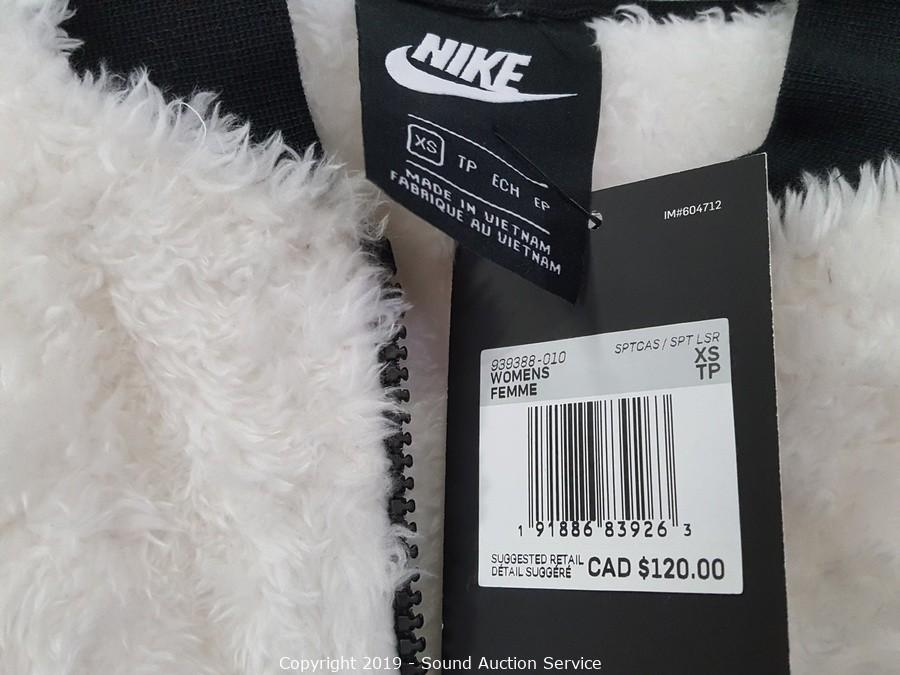 NIKE
XS TP ECH EP
MADE IN VIETNAM
FABRIQUÉ AU VIETNAM
IM#604712
939388-010 SPTCAS / SPT LSR
WOMENS XS
FEMME TP
1 91886 83926 3
SUGGESTED RETAIL
DÉTAIL SUGGÉRÉ CAD $120.00
Copyright 2019 - Sound Auction Service